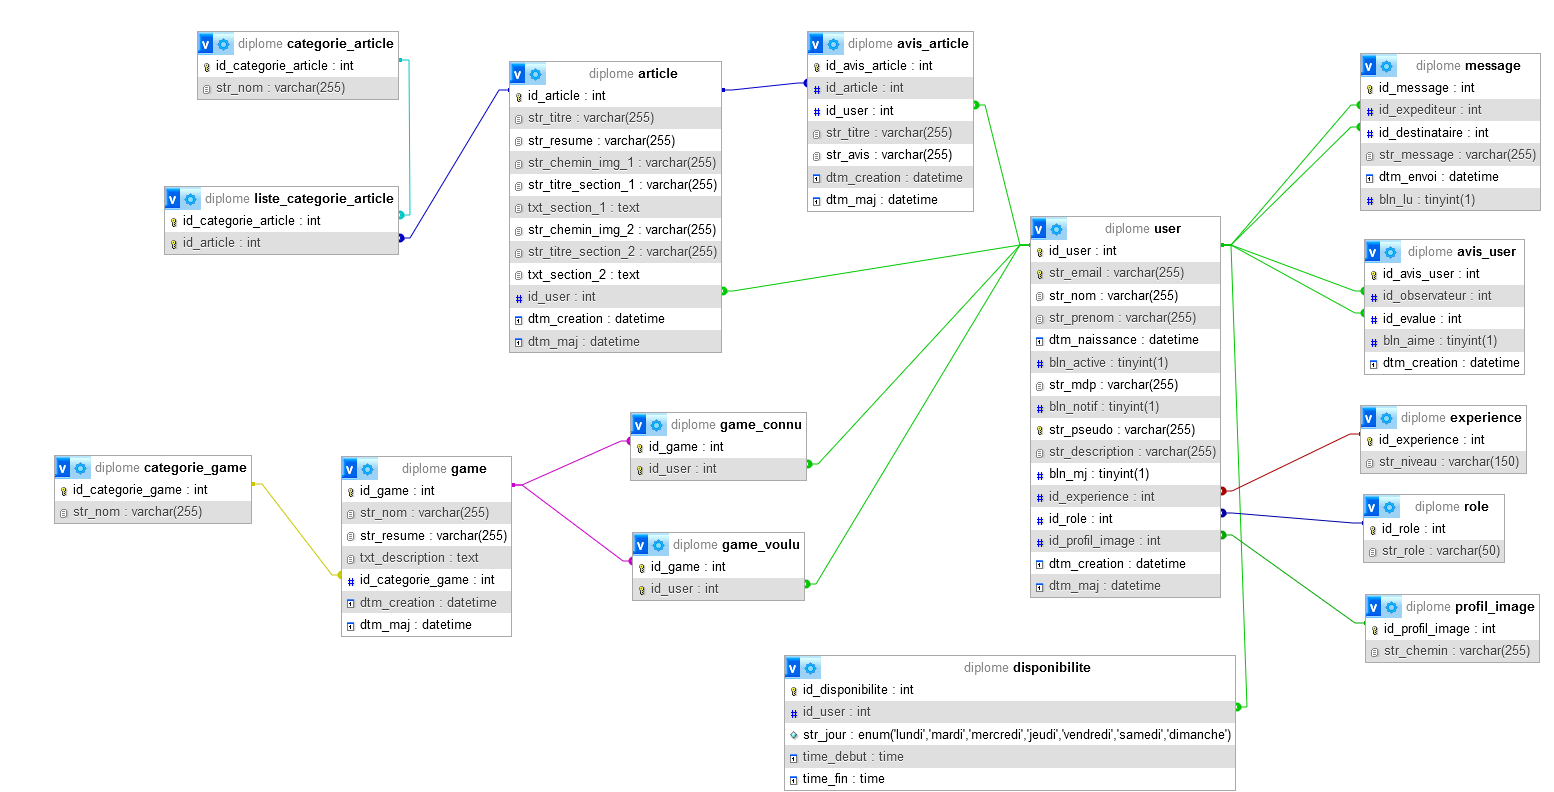 diplome categorie_article
id_categorie_article : int
str_nom : varchar(255)
diplome liste_categorie_article
id_categorie_article : int
id_article : int
diplome article
id_article : int
str_titre : varchar(255)
str_resume : varchar(255)
str_chemin_img_1 : varchar(255)
str_titre_section_1 : varchar(255)
txt_section_1 : text
str_chemin_img_2 : varchar(255)
str_titre_section_2 : varchar(255)
txt_section_2 : text
id_user : int
dtm_creation : datetime
dtm_maj : datetime
diplome avis_article
id_avis_article : int
id_article : int
id_user : int
str_titre : varchar(255)
str_avis : varchar(255)
dtm_creation : datetime
dtm_maj : datetime
diplome message
id_message : int
id_expediteur : int
id_destinataire : int
str_message : varchar(255)
dtm_envoi : datetime
bln_lu : tinyint(1)
diplome user
id_user : int
str_email : varchar(255)
str_nom : varchar(255)
str_prenom : varchar(255)
dtm_naissance : datetime
bln_active : tinyint(1)
str_mdp : varchar(255)
bln_notif : tinyint(1)
str_pseudo : varchar(255)
str_description : varchar(255)
bln_mj : tinyint(1)
id_experience : int
id_role : int
id_profil_image : int
dtm_creation : datetime
dtm_maj : datetime
diplome avis_user
id_avis_user : int
id_observateur : int
id_evalue : int
bln_aime : tinyint(1)
dtm_creation : datetime
diplome experience
id_experience : int
str_niveau : varchar(150)
diplome role
id_role : int
str_role : varchar(50)
diplome profil_image
id_profil_image : int
str_chemin : varchar(255)
diplome categorie_game
id_categorie_game : int
str_nom : varchar(255)
diplome game
id_game : int
str_nom : varchar(255)
str_resume : varchar(255)
txt_description : text
id_categorie_game : int
dtm_creation : datetime
dtm_maj : datetime
diplome game_connu
id_game : int
id_user : int
diplome game_voulu
id_game : int
id_user : int
diplome disponibilite
id_disponibilite : int
id_user : int
str_jour : enum('lundi','mardi','mercredi','jeudi','vendredi','samedi','dimanche')
time_debut : time
time_fin : time